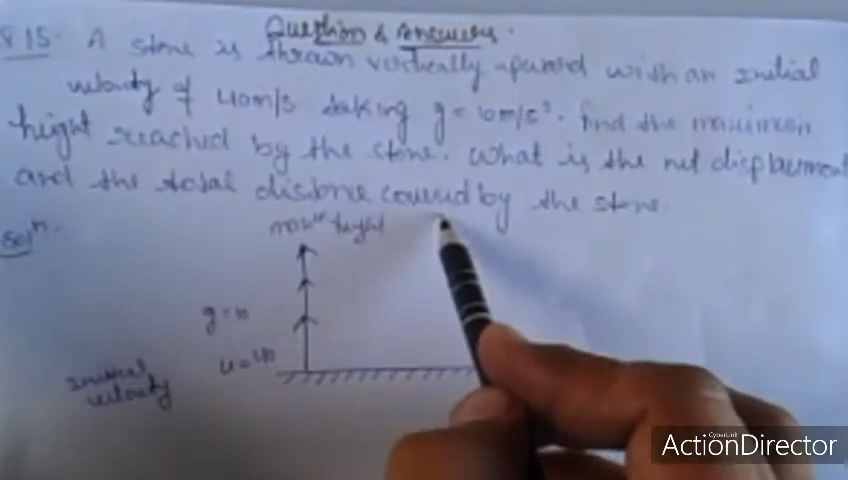 Question & Answers.
Q 15. A stone is thrown vertically upward with an initial
velocity of 40m/s. taking g = 10m/s². Find the maximum
height reached by the stone. What is the net displacement
and the total distance covered by the stone.
Solⁿ.
max^m height
g = 10
u = 40
Initial
velocity
CyberLink
ActionDirector